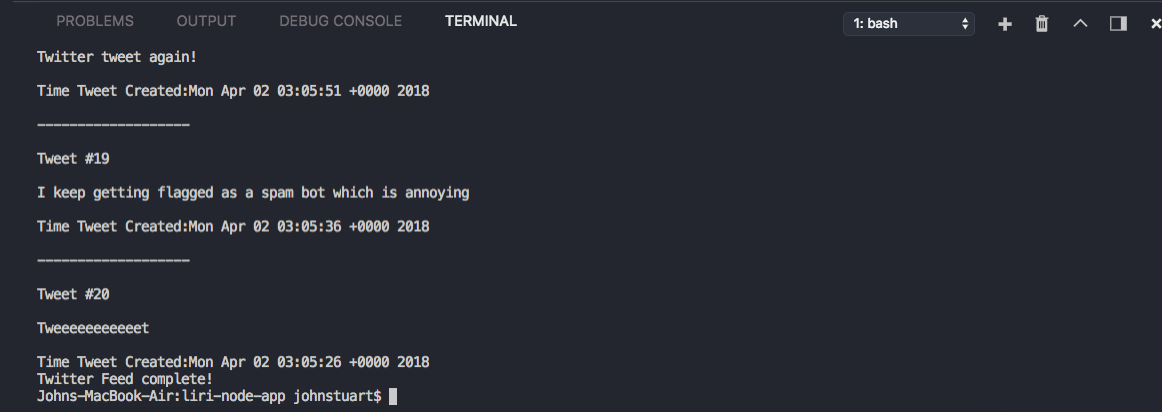 PROBLEMS OUTPUT DEBUG CONSOLE TERMINAL 1: bash
Twitter tweet again!
Time Tweet Created:Mon Apr 02 03:05:51 +0000 2018
-------------------
Tweet #19
I keep getting flagged as a spam bot which is annoying
Time Tweet Created:Mon Apr 02 03:05:36 +0000 2018
-------------------
Tweet #20
Tweeeeeeeeeeet
Time Tweet Created:Mon Apr 02 03:05:26 +0000 2018
Twitter Feed complete!
Johns-MacBook-Air:liri-node-app johnstuart$